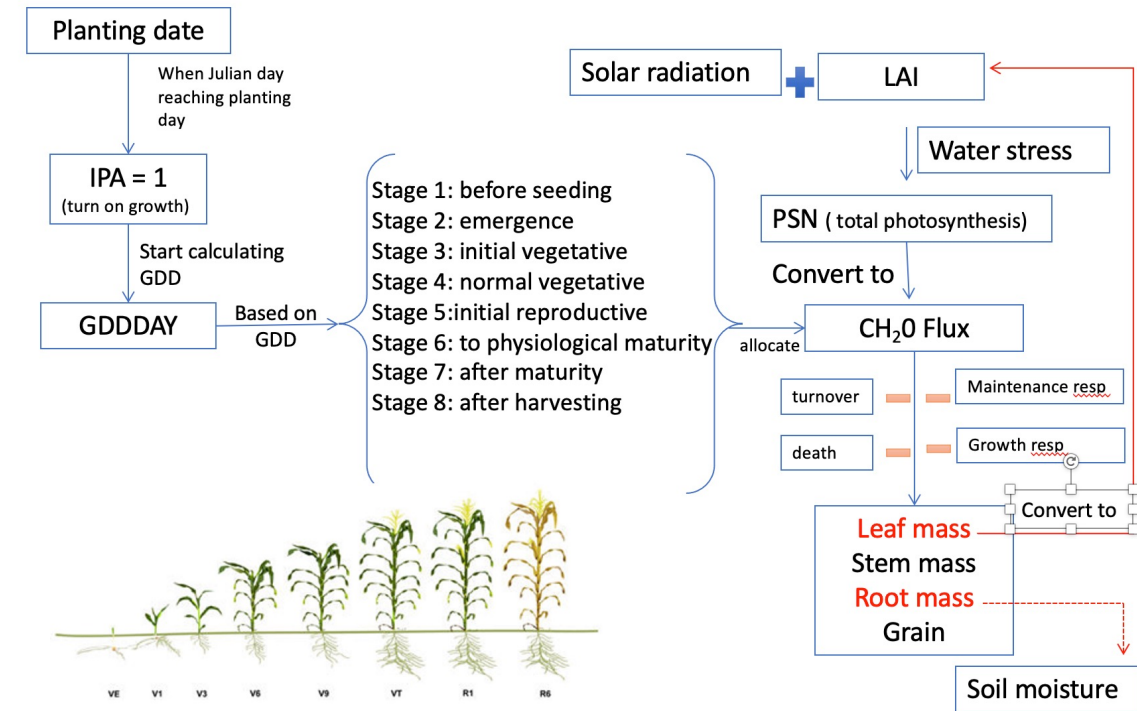 Planting date
When Julian day
reaching planting
day
IPA = 1
(turn on growth)
Start calculating
GDD
GDDDAY
Based on
GDD
Stage 1: before seeding
Stage 2: emergence
Stage 3: initial vegetative
Stage 4: normal vegetative
Stage 5:initial reproductive
Stage 6: to physiological maturity
Stage 7: after maturity
Stage 8: after harvesting
allocate
Solar radiation
LAI
Water stress
PSN ( total photosynthesis)
Convert to
CH₂0 Flux
turnover
Maintenance resp
death
Growth resp
Convert to
Leaf mass
Stem mass
Root mass
Grain
Soil moisture
VE V1 V3 V6 V9 VT R1 R6